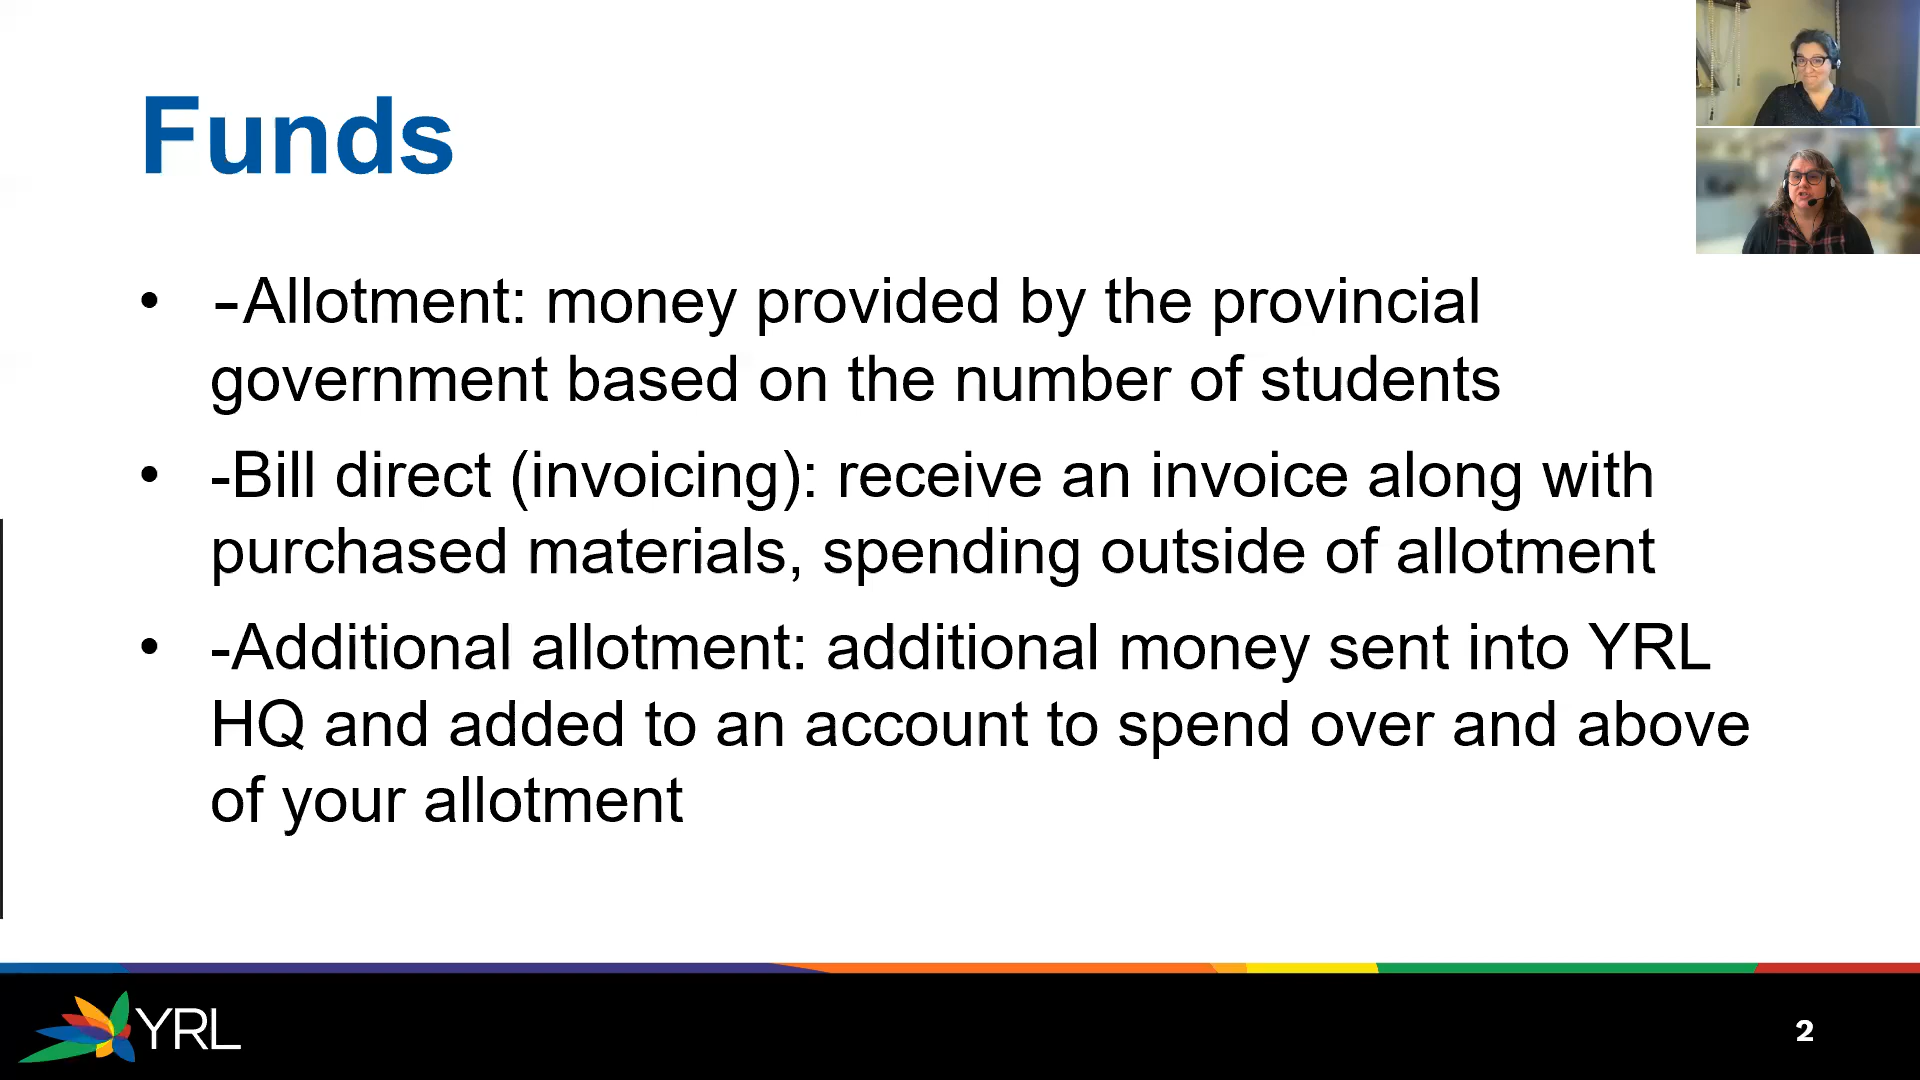 Funds
• -Allotment: money provided by the provincial
government based on the number of students
• -Bill direct (invoicing): receive an invoice along with
purchased materials, spending outside of allotment
• -Additional allotment: additional money sent into YRL
HQ and added to an account to spend over and above
of your allotment
YRL
2